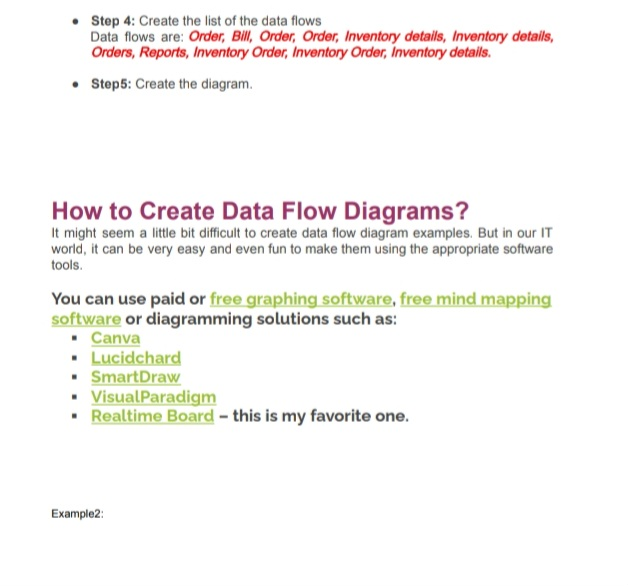 • Step 4: Create the list of the data flows
Data flows are: Order, Bill, Order, Order, Inventory details, Inventory details,
Orders, Reports, Inventory Order, Inventory Order, Inventory details.
• Step5: Create the diagram.
How to Create Data Flow Diagrams?
It might seem a little bit difficult to create data flow diagram examples. But in our IT
world, it can be very easy and even fun to make them using the appropriate software
tools.
You can use paid or free graphing software, free mind mapping
software or diagramming solutions such as:
▪ Canva
▪ Lucidchard
▪ SmartDraw
▪ VisualParadigm
▪ Realtime Board – this is my favorite one.
Example2: